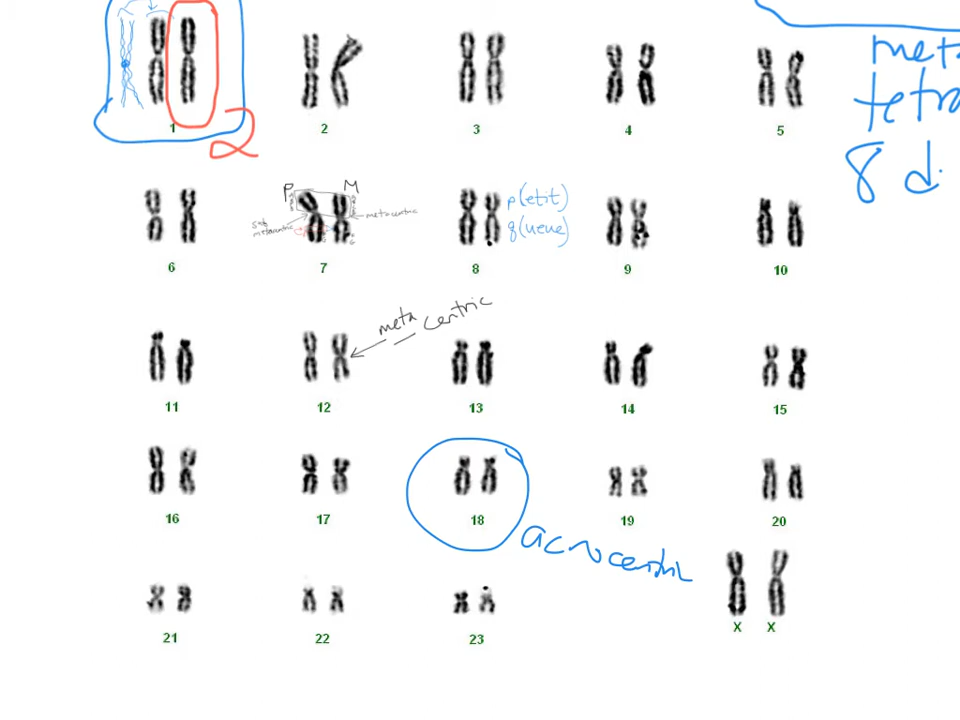 1
2
3
4
5
2
meta
tetra
8 d.
P
M
p(etit)
q(ueue)
sub
metacentric
metacentric
6
7
8
9
10
meta centric
11
12
13
14
15
16
17
18
19
20
acrocentric
21
22
23
X
X